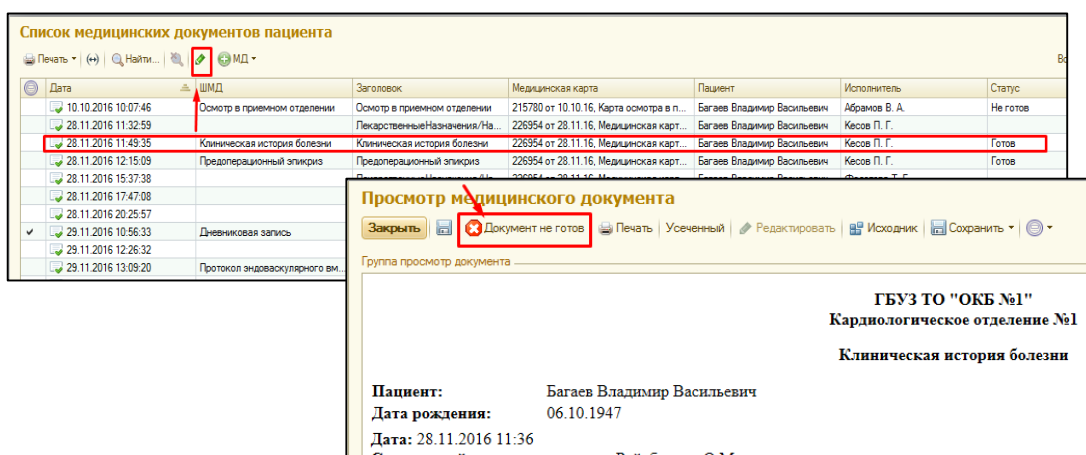 Список медицинских документов пациента
Печать Найти... МД Вс
Дата ШМД Заголовок Медицинская карта Пациент Исполнитель Статус
10.10.2016 10:07:46 Осмотр в приемном отделении Осмотр в приемном отделении 215780 от 10.10.16, Карта осмотра в п... Багаев Владимир Васильевич Абрамов В. А. Не готов
28.11.2016 11:32:59 ЛекарственныеНазначения/На... 226954 от 28.11.16, Медицинская карт... Багаев Владимир Васильевич Кесов П. Г.
28.11.2016 11:49:35 Клиническая история болезни Клиническая история болезни 226954 от 28.11.16, Медицинская карт... Багаев Владимир Васильевич Кесов П. Г. Готов
28.11.2016 12:15:09 Предоперационный эпикриз Предоперационный эпикриз 226954 от 28.11.16, Медицинская карт... Багаев Владимир Васильевич Кесов П. Г. Готов
28.11.2016 15:37:38
28.11.2016 17:47:08
28.11.2016 20:25:57
29.11.2016 10:56:33 Дневниковая запись
29.11.2016 12:26:32
29.11.2016 13:09:20 Протокол эндоваскулярного вм...
Просмотр медицинского документа
Закрыть Документ не готов Печать Усеченный Редактировать Исходник Сохранить
Группа просмотр документа
ГБУЗ ТО "ОКБ №1"
Кардиологическое отделение №1
Клиническая история болезни
Пациент: Багаев Владимир Васильевич
Дата рождения: 06.10.1947
Дата: 28.11.2016 11:36